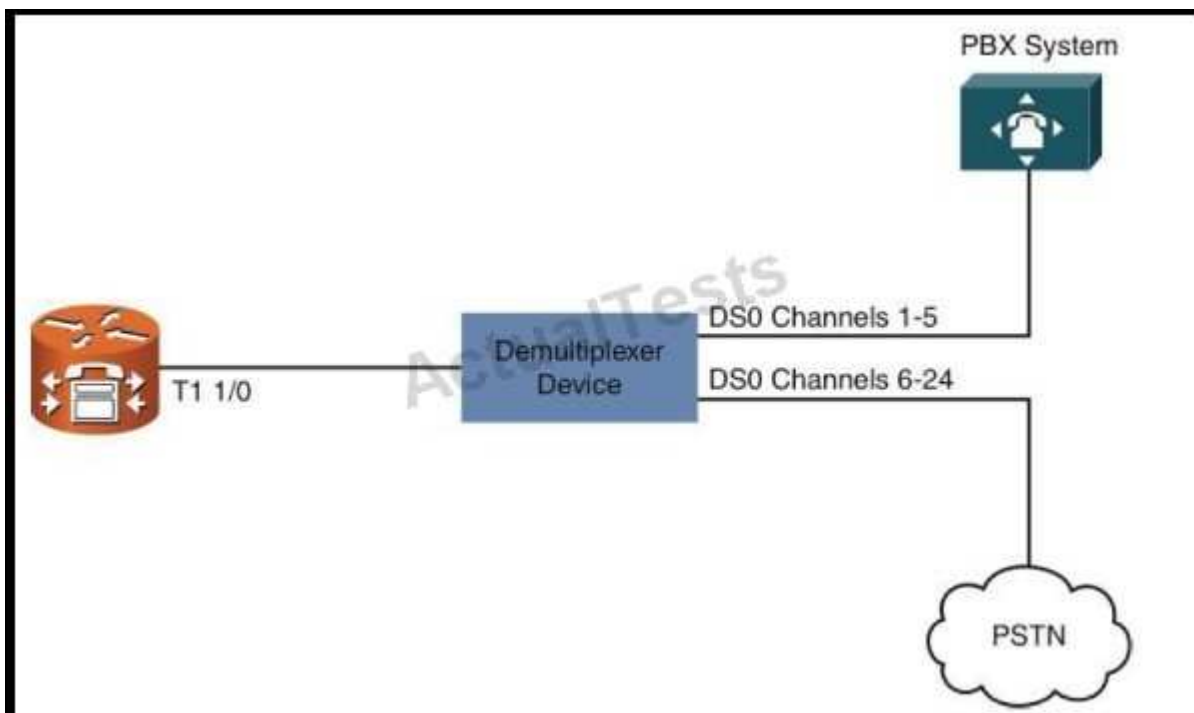 PBX System
ActualTests
DS0 Channels 1-5
Demultiplexer
Device
T1 1/0
DS0 Channels 6-24
PSTN